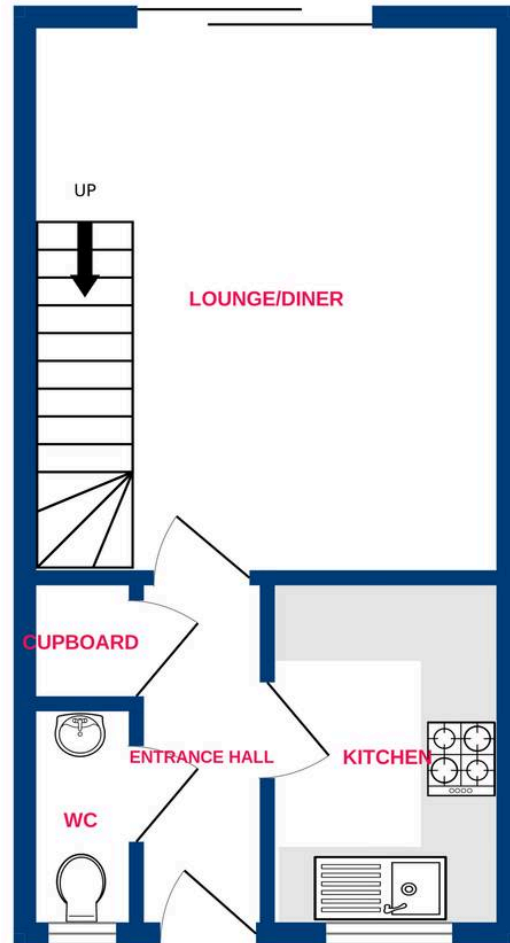 UP
LOUNGE/DINER
CUPBOARD
ENTRANCE HALL
KITCHEN
WC